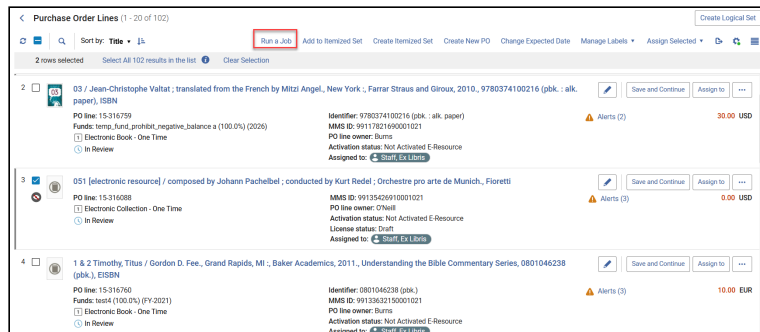 Purchase Order Lines (1 - 20 of 102)
Create Logical Set
Sort by: Title
Run a Job Add to Itemized Set Create Itemized Set Create New PO Change Expected Date Manage Labels Assign Selected
2 rows selected Select All 102 results in the list Clear Selection
2 03 / Jean-Christophe Valtat ; translated from the French by Mitzi Angel., New York :, Farrar Straus and Giroux, 2010., 9780374100216 (pbk. : alk.
paper), ISBN
Save and Continue Assign to ...
PO line: 15-316759 Identifier: 9780374100216 (pbk. : alk. paper) Alerts (2) 30.00 USD
Funds: temp_fund_prohibit_negative_balance a (100.0%) (2026) MMS ID: 99117821690001021
Electronic Book - One Time PO line owner: Burns
In Review Activation status: Not Activated E-Resource
Assigned to: Staff, Ex Libris
3 051 [electronic resource] / composed by Johann Pachelbel ; conducted by Kurt Redel ; Orchestre pro arte de Munich., Fioretti
Save and Continue Assign to ...
PO line: 15-316088 MMS ID: 99135426910001021 Alerts (3) 0.00 USD
Electronic Collection - One Time PO line owner: O'Neill
In Review Activation status: Not Activated E-Resource
License status: Draft
Assigned to: Staff, Ex Libris
4 1 & 2 Timothy, Titus / Gordon D. Fee., Grand Rapids, MI :, Baker Academics, 2011., Understanding the Bible Commentary Series, 0801046238
(pbk.), EISBN
Save and Continue Assign to ...
PO line: 15-316760 Identifier: 0801046238 (pbk.) Alerts (3) 10.00 EUR
Funds: test4 (100.0%) (FY-2021) MMS ID: 99133632150001021
Electronic Book - One Time PO line owner: Burns
In Review Activation status: Not Activated E-Resource
Assigned to: Staff, Ex Libris